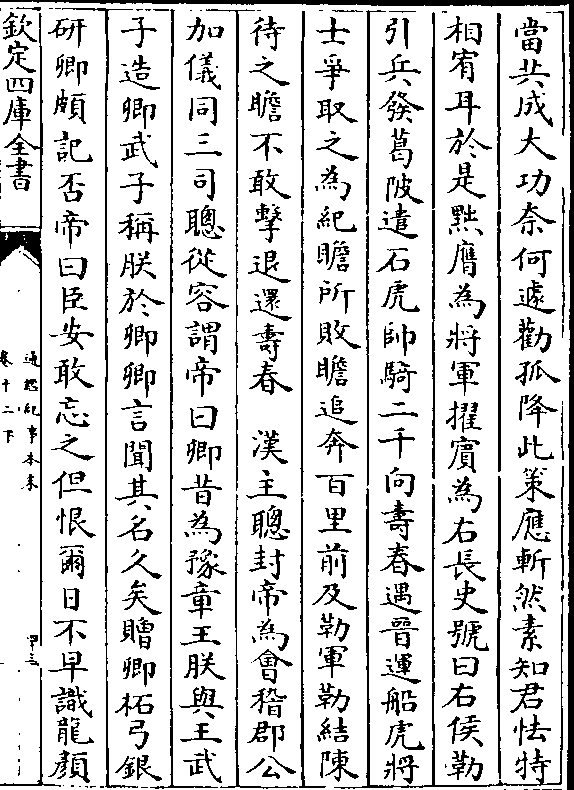 當共成大功奈何遽勸孤降此策應斬然素知君怯特
相宥耳於是黜膺為將軍擢賔為右長史號曰右侯勒
引兵發葛陂遣石虎帥騎二千向壽春遇晉運船虎將
士爭取之為紀瞻所敗瞻追奔百里前及勒軍勒結陳
待之瞻不敢擊退還壽春　漢主聰封帝為會稽郡公
加儀同三司聰從容謂帝曰卿昔為豫章王朕與王武
子造卿武子稱朕於卿卿言聞其名久矣贈卿柘弓銀
研卿頗記否帝曰臣安敢忘之但恨爾日不早識龍顏
欽定四庫全書
通鑑紀事本末
卷十二下